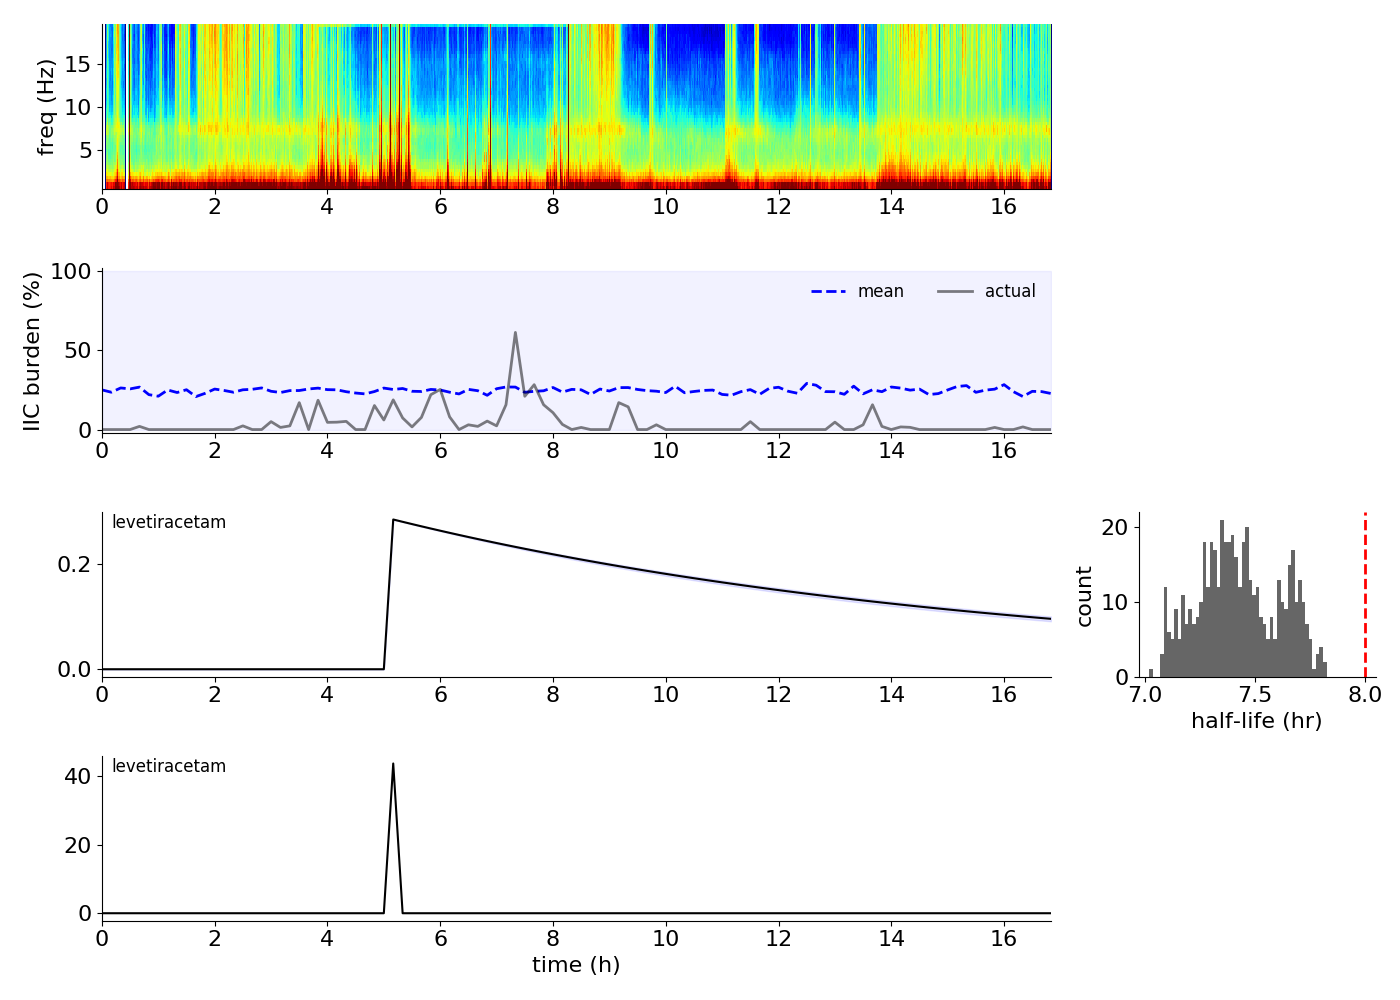 freq (Hz)
15
10
5
0 2 4 6 8 10 12 14 16
IIC burden (%)
100
50
0
mean actual
0 2 4 6 8 10 12 14 16
levetiracetam
0.2
0.0
0 2 4 6 8 10 12 14 16
count
20
10
0
7.0 7.5 8.0
half-life (hr)
levetiracetam
40
20
0
0 2 4 6 8 10 12 14 16
time (h)